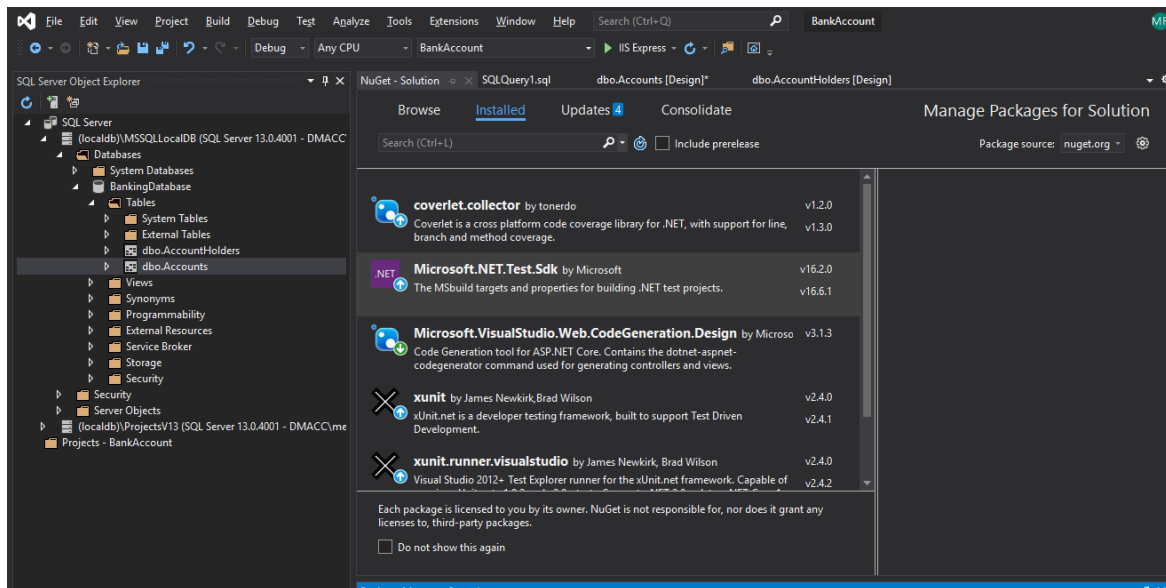 File Edit View Project Build Debug Test Analyze Tools Extensions Window Help Search (Ctrl+Q) BankAccount MF
Debug Any CPU BankAccount IIS Express
SQL Server Object Explorer
SQL Server
(localdb)\MSSQLLocalDB (SQL Server 13.0.4001 - DMACC
Databases
System Databases
BankingDatabase
Tables
System Tables
External Tables
dbo.AccountHolders
dbo.Accounts
Views
Synonyms
Programmability
External Resources
Service Broker
Storage
Security
Security
Server Objects
(localdb)\ProjectsV13 (SQL Server 13.0.4001 - DMACC\me
Projects - BankAccount
NuGet - Solution SQLQuery1.sql dbo.Accounts [Design]* dbo.AccountHolders [Design]
Browse Installed Updates 4 Consolidate Manage Packages for Solution
Search (Ctrl+L) Include prerelease Package source: nuget.org
coverlet.collector by tonerdo v1.2.0
Coverlet is a cross platform code coverage library for .NET, with support for line, v1.3.0
branch and method coverage.
.NET Microsoft.NET.Test.Sdk by Microsoft v16.2.0
The MSbuild targets and properties for building .NET test projects. v16.6.1
Microsoft.VisualStudio.Web.CodeGeneration.Design by Microso v3.1.3
Code Generation tool for ASP.NET Core. Contains the dotnet-aspnet-
codegenerator command used for generating controllers and views.
xunit by James Newkirk,Brad Wilson v2.4.0
xUnit.net is a developer testing framework, built to support Test Driven v2.4.1
Development.
xunit.runner.visualstudio by James Newkirk, Brad Wilson v2.4.0
Visual Studio 2012+ Test Explorer runner for the xUnit.net framework. Capable of v2.4.2
Each package is licensed to you by its owner. NuGet is not responsible for, nor does it grant any
licenses to, third-party packages.
Do not show this again